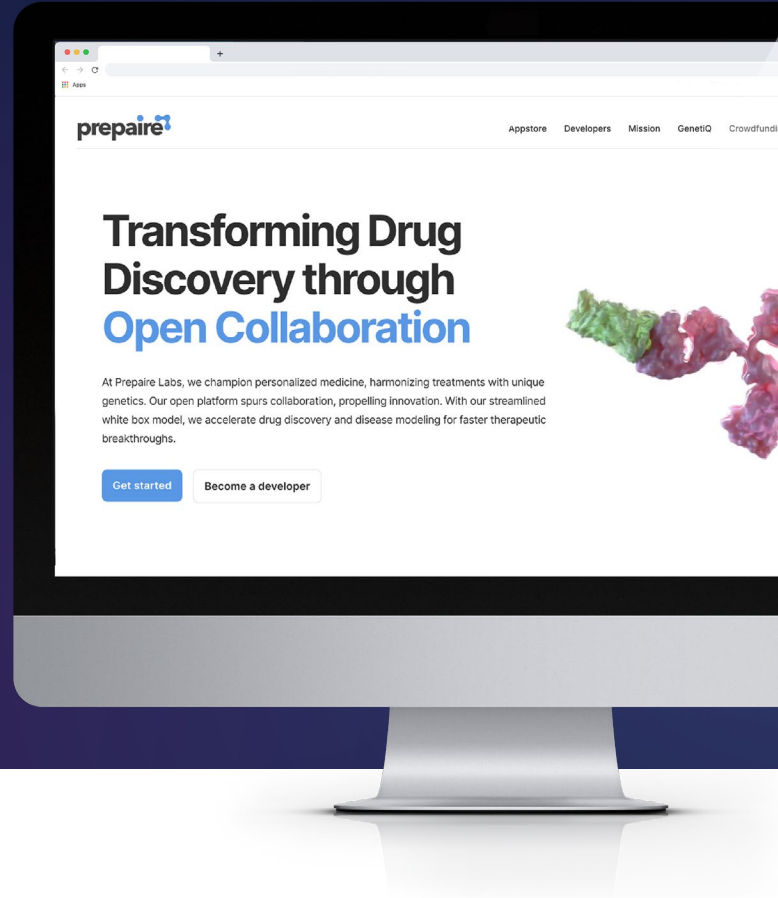 +
Apps
prepaire
Appstore Developers Mission GenetiQ
Transforming Drug
Discovery through
Open Collaboration
At Prepaire Labs, we champion personalized medicine, harmonizing treatments with unique
genetics. Our open platform spurs collaboration, propelling innovation. With our streamlined
white box model, we accelerate drug discovery and disease modeling for faster therapeutic
breakthroughs.
Get started Become a developer